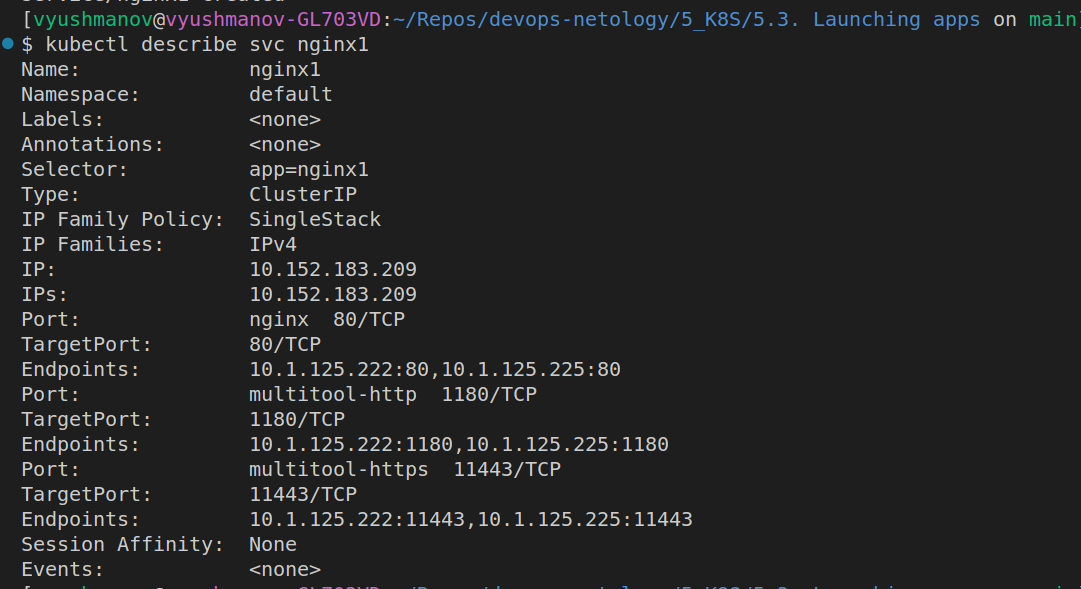 [vyushmanov@vyushmanov-GL703VD:~/Repos/devops-netology/5_K8S/5.3. Launching apps on main
$ kubectl describe svc nginx1
Name:              nginx1
Namespace:         default
Labels:            <none>
Annotations:       <none>
Selector:          app=nginx1
Type:              ClusterIP
IP Family Policy:  SingleStack
IP Families:       IPv4
IP:                10.152.183.209
IPs:               10.152.183.209
Port:              nginx  80/TCP
TargetPort:        80/TCP
Endpoints:         10.1.125.222:80,10.1.125.225:80
Port:              multitool-http  1180/TCP
TargetPort:        1180/TCP
Endpoints:         10.1.125.222:1180,10.1.125.225:1180
Port:              multitool-https  11443/TCP
TargetPort:        11443/TCP
Endpoints:         10.1.125.222:11443,10.1.125.225:11443
Session Affinity:  None
Events:            <none>